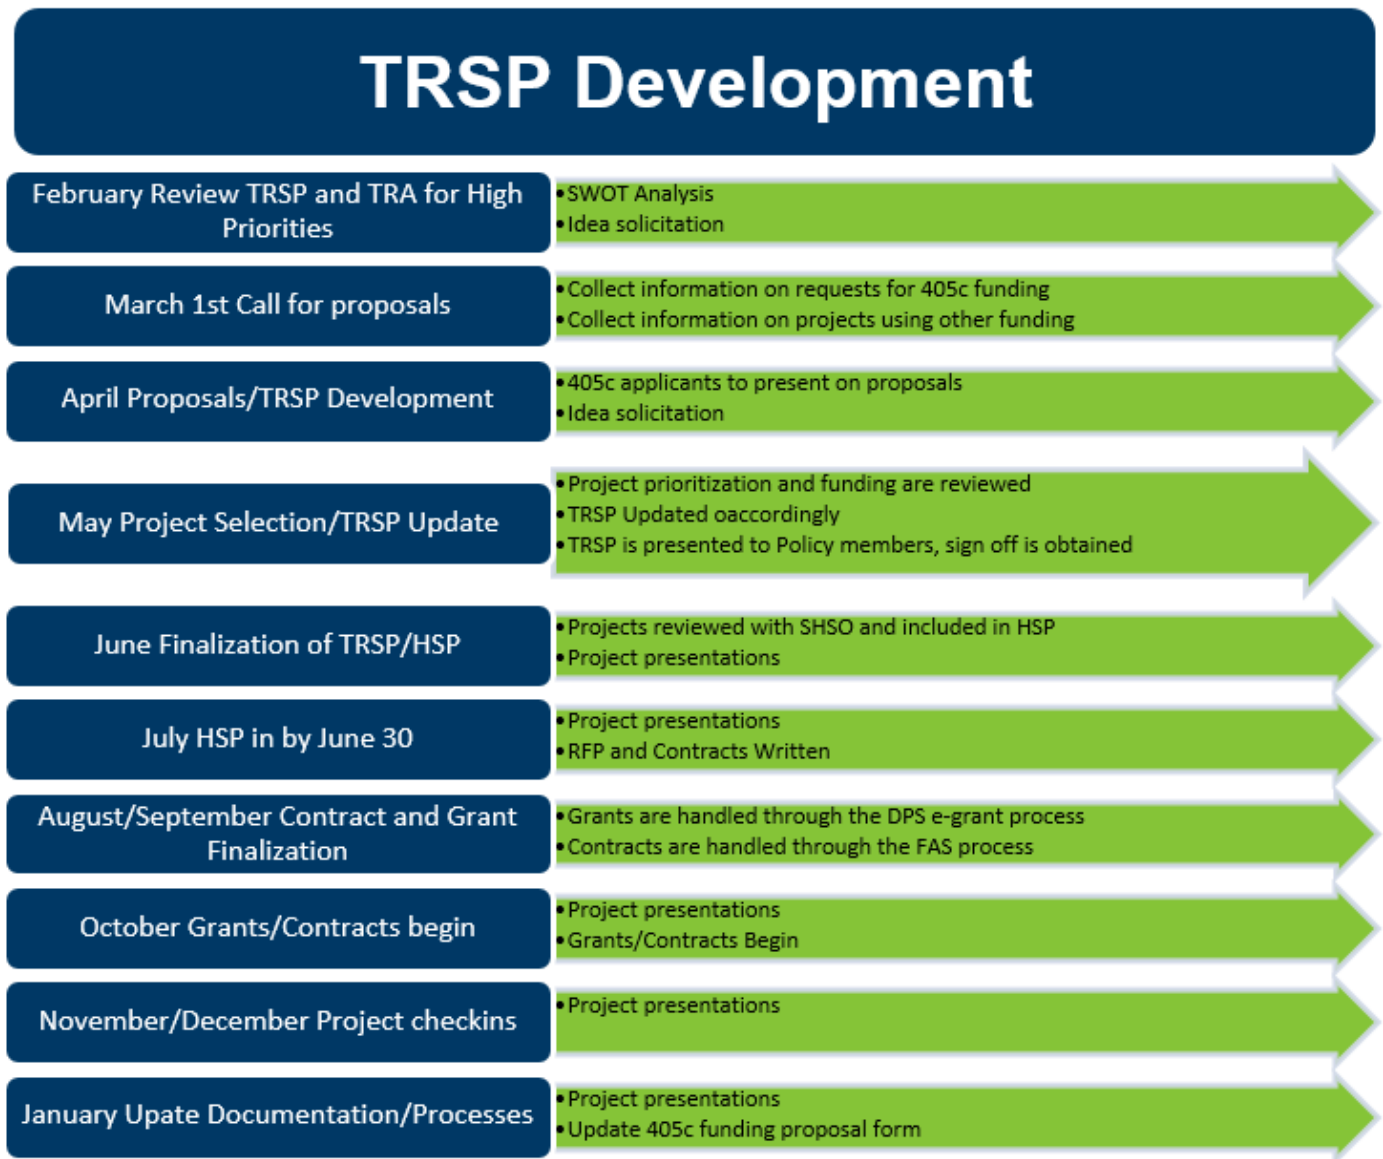 TRSP Development
February Review TRSP and TRA for High
Priorities
•SWOT Analysis
•Idea solicitation
March 1st Call for proposals
•Collect information on requests for 405c funding
•Collect information on projects using other funding
April Proposals/TRSP Development
•405c applicants to present on proposals
•Idea solicitation
May Project Selection/TRSP Update
•Project prioritization and funding are reviewed
•TRSP Updated oaccordingly
•TRSP is presented to Policy members, sign off is obtained
June Finalization of TRSP/HSP
•Projects reviewed with SHSO and included in HSP
•Project presentations
July HSP in by June 30
•Project presentations
•RFP and Contracts Written
August/September Contract and Grant
Finalization
•Grants are handled through the DPS e-grant process
•Contracts are handled through the FAS process
October Grants/Contracts begin
•Project presentations
•Grants/Contracts Begin
November/December Project checkins
•Project presentations
January Upate Documentation/Processes
•Project presentations
•Update 405c funding proposal form